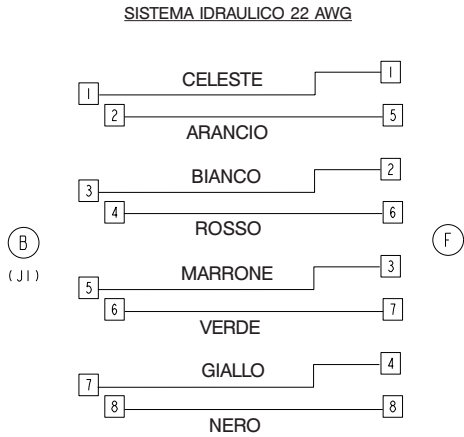 SISTEMA IDRAULICO 22 AWG
CELESTE
1
1
2
5
ARANCIO
BIANCO
2
3
4
6
ROSSO
B
F
(J1)
MARRONE
3
5
6
7
VERDE
GIALLO
4
7
8
8
NERO